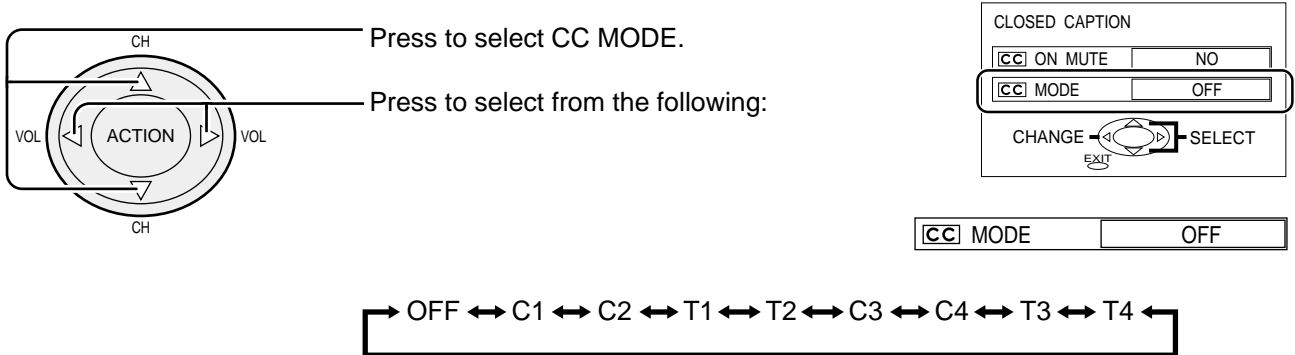 CH
VOL
ACTION
VOL
CH
Press to select CC MODE.
Press to select from the following:
CLOSED CAPTION
CC ON MUTE NO
CC MODE OFF
CHANGE SELECT
EXIT
CC MODE OFF
OFF ↔ C1 ↔ C2 ↔ T1 ↔ T2 ↔ C3 ↔ C4 ↔ T3 ↔ T4